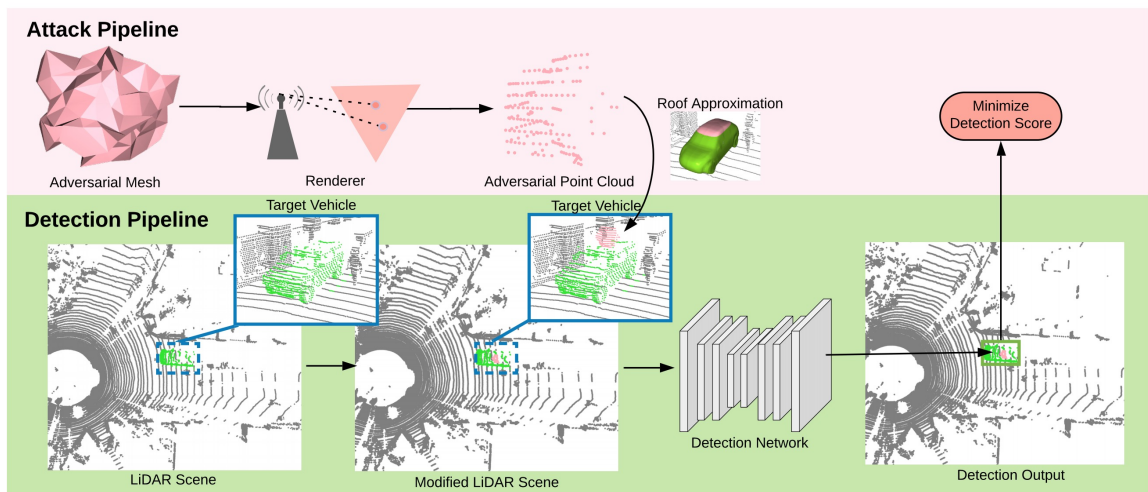 Attack Pipeline
Adversarial Mesh
Renderer
Adversarial Point Cloud
Roof Approximation
Minimize
Detection Score
Detection Pipeline
Target Vehicle
Target Vehicle
LiDAR Scene
Modified LiDAR Scene
Detection Network
Detection Output